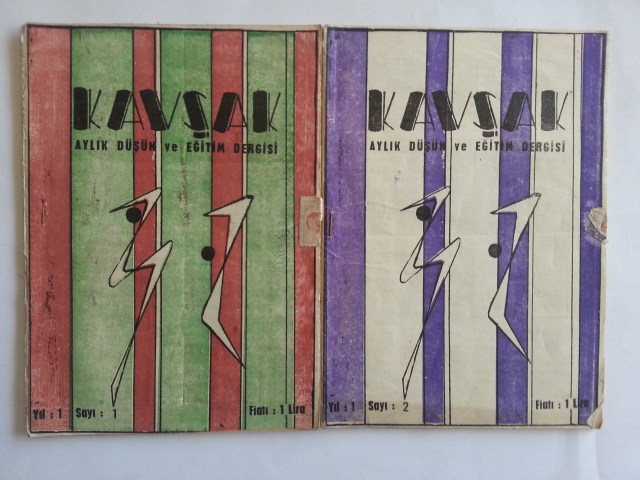 KAVŞAK
AYLIK DÜŞÜN ve EĞİTİM DERGİSİ
Yıl : 1 Sayı : 1 Fiatı : 1 Lira
KAVŞAK
AYLIK DÜŞÜN ve EĞİTİM DERGİSİ
Yıl : 1 Sayı : 2 Fiatı : 1 Lira